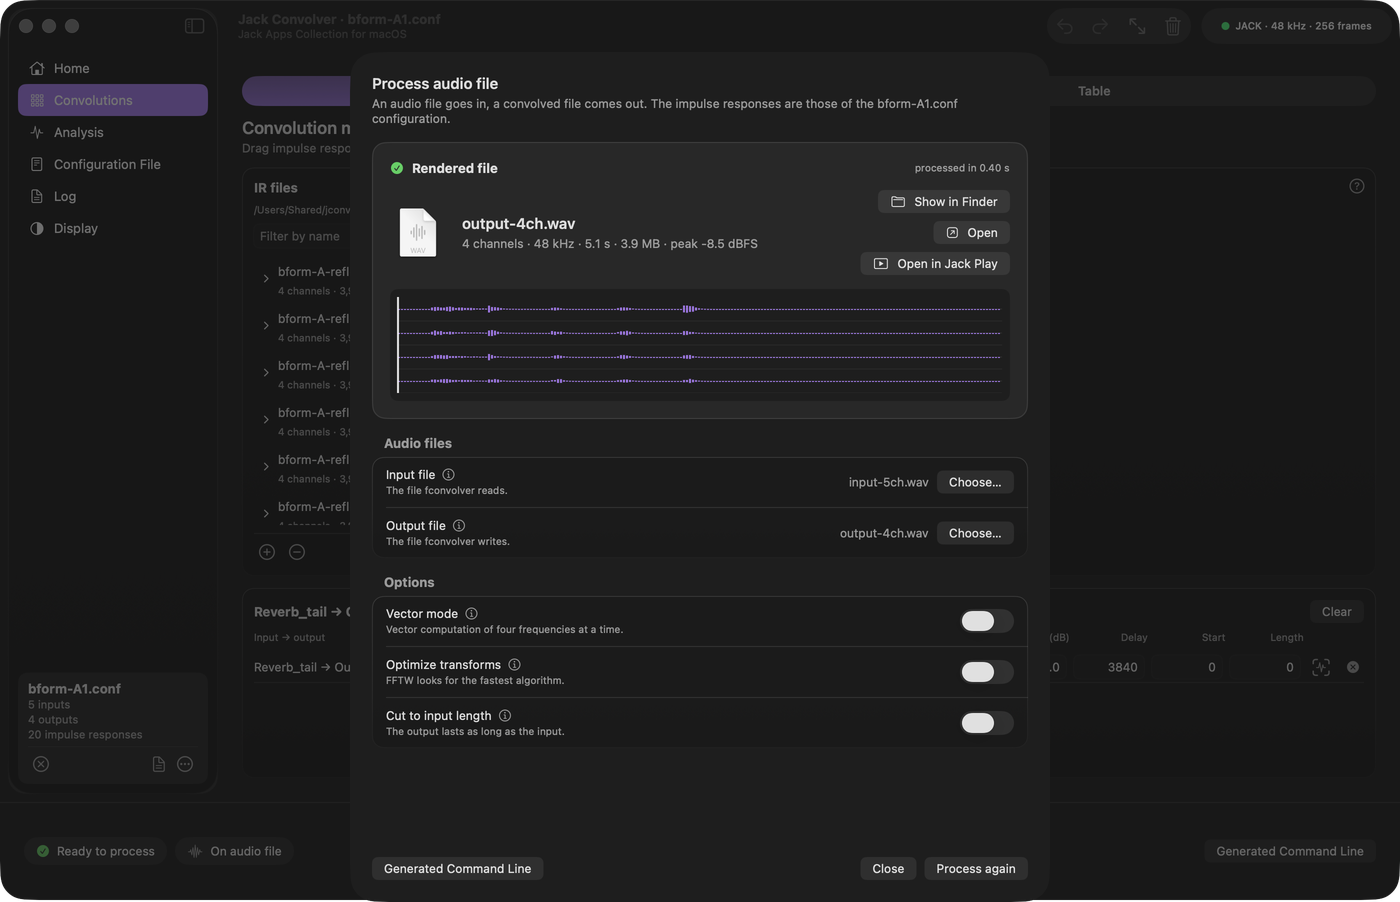 Jack Convolver · bform-A1.conf
Jack Apps Collection for macOS
JACK · 48 kHz · 256 frames
Home
Convolutions
Analysis
Configuration File
Log
Display
bform-A1.conf
5 inputs
4 outputs
20 impulse responses
Table
Convolution m
Drag impulse respo
IR files
/Users/Shared/jconv
Filter by name
bform-A-refl
4 channels · 3,9
bform-A-refl
4 channels · 3,9
bform-A-refl
4 channels · 3,9
bform-A-refl
4 channels · 3,9
bform-A-refl
4 channels · 3,9
bform-A-refl
Reverb_tail → 
Clear
Input → output
(dB)
Delay
Start
Length
Reverb_tail → Ou
.0
3840
0
0
Process audio file
An audio file goes in, a convolved file comes out. The impulse responses are those of the bform-A1.conf
configuration.
Rendered file
processed in 0.40 s
WAV
output-4ch.wav
4 channels · 48 kHz · 5.1 s · 3.9 MB · peak -8.5 dBFS
Show in Finder
Open
Open in Jack Play
Audio files
Input file
The file fconvolver reads.
input-5ch.wav
Choose...
Output file
The file fconvolver writes.
output-4ch.wav
Choose...
Options
Vector mode
Vector computation of four frequencies at a time.
Optimize transforms
FFTW looks for the fastest algorithm.
Cut to input length
The output lasts as long as the input.
Generated Command Line
Close
Process again
Ready to process
On audio file
Generated Command Line